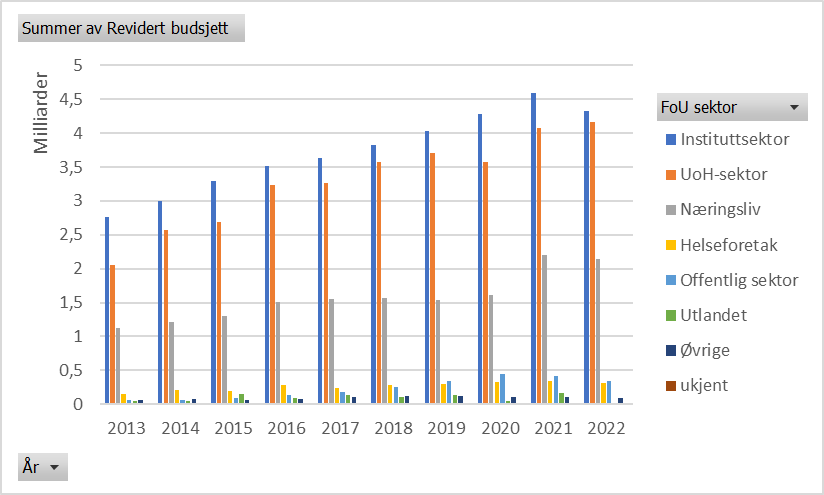 Summer av Revidert budsjett
Milliarder
5
4,5
4
3,5
3
2,5
2
1,5
1
0,5
0
2013 2014 2015 2016 2017 2018 2019 2020 2021 2022
FoU sektor
Instituttsektor
UoH-sektor
Næringsliv
Helseforetak
Offentlig sektor
Utlandet
Øvrige
ukjent
År